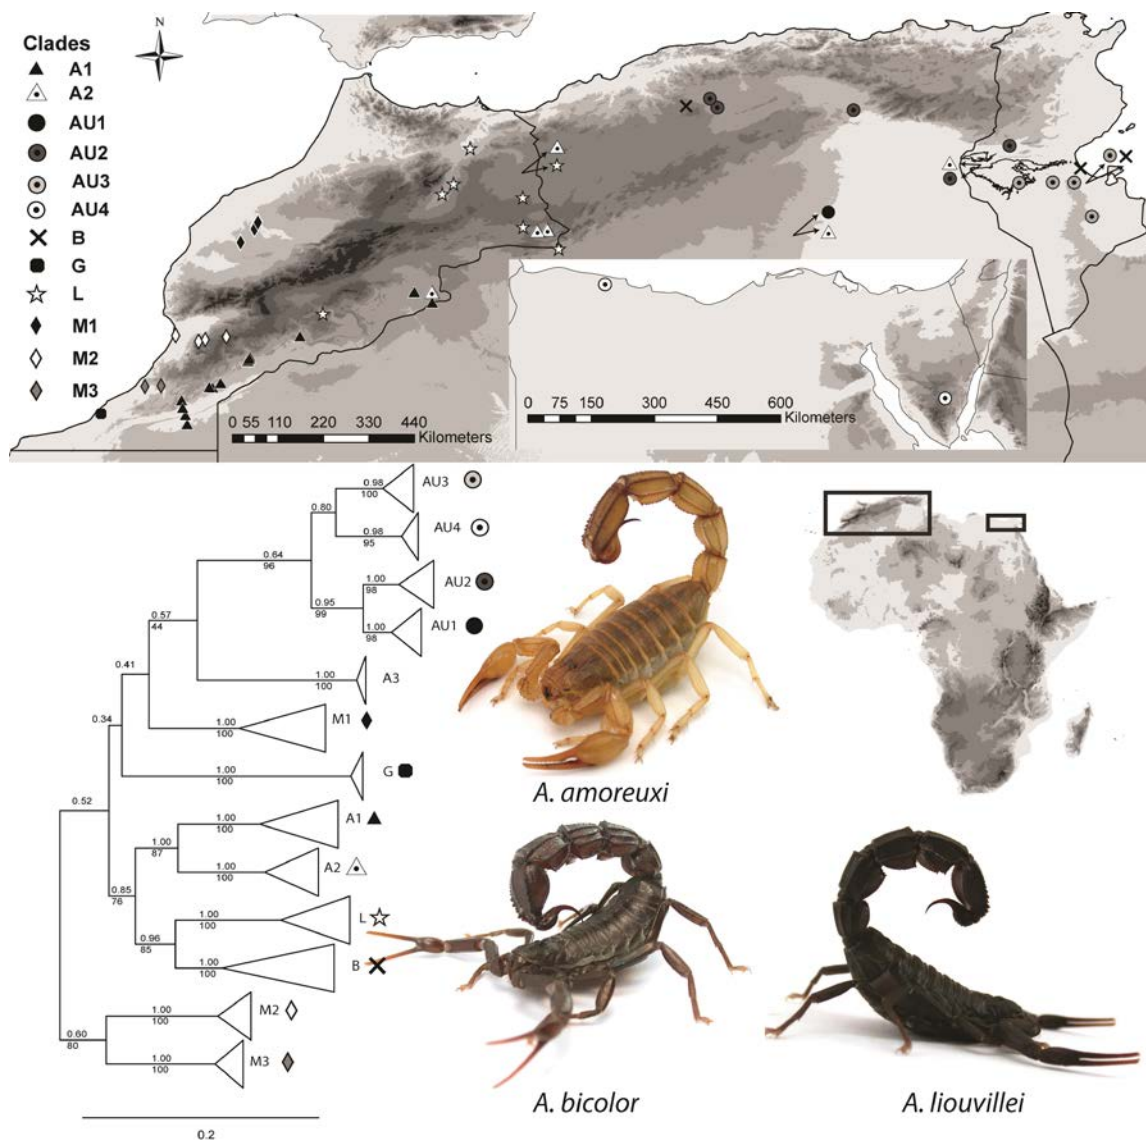 N
Clades
A1
A2
AU1
AU2
AU3
AU4
B
G
L
M1
M2
M3
0 55 110 220 330 440
Kilometers
0 75 150 300 450 600
Kilometers
0.98
100
AU3
0.80
0.98
95
AU4
0.64
96
1.00
98
AU2
0.95
99
1.00
98
AU1
0.57
44
1.00
100
A3
0.41
1.00
100
M1
0.34
1.00
100
G
0.52
1.00
100
A1
1.00
87
1.00
100
A2
0.85
76
1.00
100
L
0.96
85
1.00
100
B
1.00
100
M2
0.60
80
1.00
100
M3
0.2
A. amoreuxi
A. bicolor
A. liouvillei